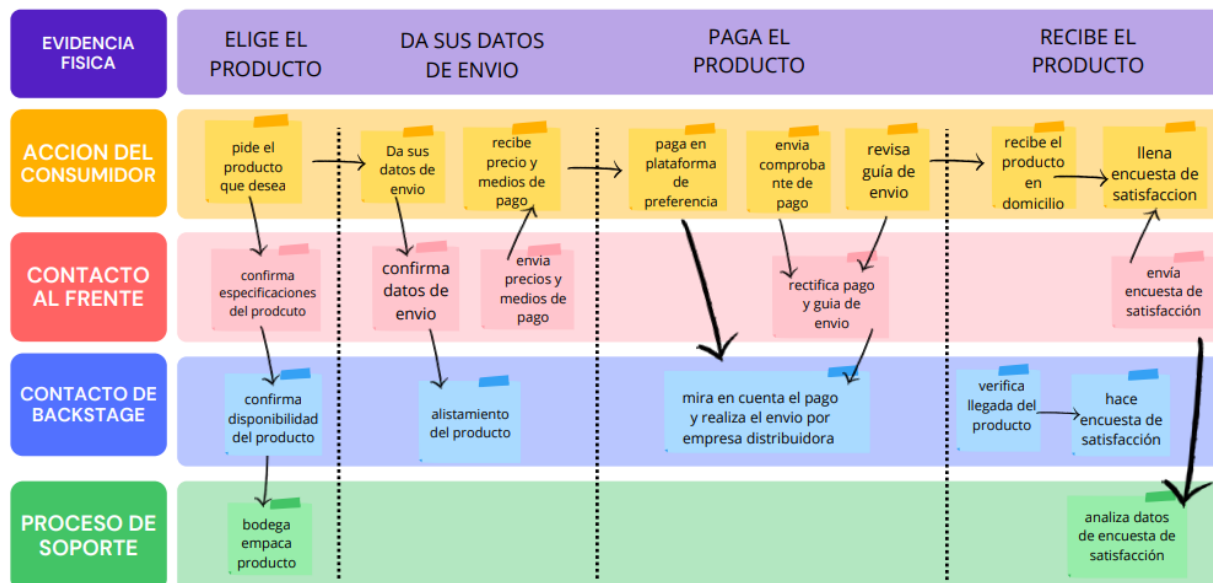 EVIDENCIA
FISICA
ELIGE EL
PRODUCTO
DA SUS DATOS
DE ENVIO
PAGA EL
PRODUCTO
RECIBE EL
PRODUCTO
ACCION DEL
CONSUMIDOR
pide el
producto
que desea
Da sus
datos de
envio
recibe
precio y
medios de
pago
paga en
plataforma
de
preferencia
envia
comproba
nte de
pago
revisa
guía de
envio
recibe el
producto
en
domicilio
llena
encuesta de
satisfaccion
CONTACTO
AL FRENTE
confirma
especificaciones
del prodcuto
confirma
datos de
envio
envia
precios y
medios de
pago
rectifica pago
y guia de
envio
envía
encuesta de
satisfacción
CONTACTO DE
BACKSTAGE
confirma
disponibilidad
del producto
alistamiento
del producto
mira en cuenta el pago
y realiza el envio por
empresa distribuidora
verifica
llegada del
producto
hace
encuesta de
satisfacción
PROCESO DE
SOPORTE
bodega
empaca
producto
analiza datos
de encuesta de
satisfacción